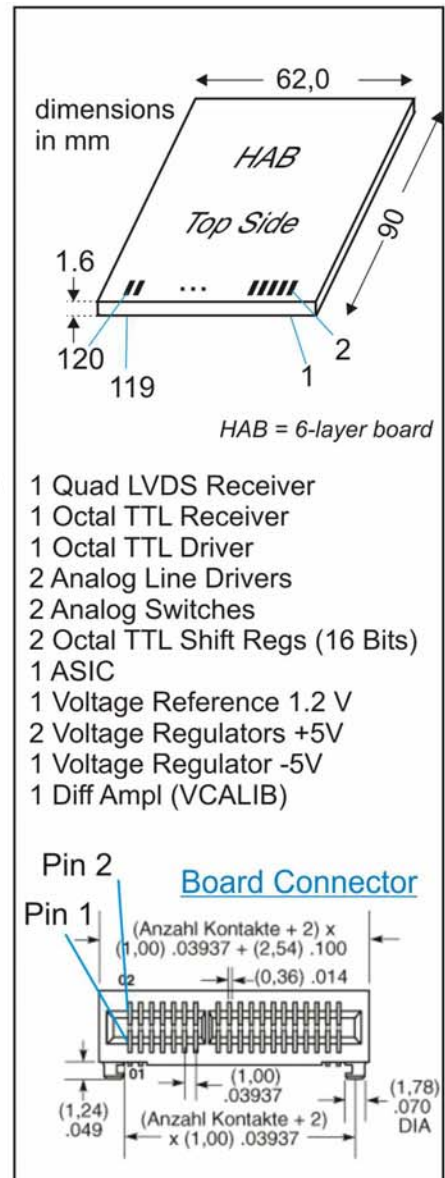 62,0
dimensions
in mm
HAB
Top Side
90
1.6
120
119
1
2
...
HAB = 6-layer board
1 Quad LVDS Receiver
1 Octal TTL Receiver
1 Octal TTL Driver
2 Analog Line Drivers
2 Analog Switches
2 Octal TTL Shift Regs (16 Bits)
1 ASIC
1 Voltage Reference 1.2 V
2 Voltage Regulators +5V
1 Voltage Regulator -5V
1 Diff Ampl (VCALIB)
Pin 2
Board Connector
Pin 1
(Anzahl Kontakte + 2) x
(1,00) .03937 + (2,54) .100
02
(0,36) .014
01
(1,00)
.03937
(1,24)
.049
(1,78)
.070
DIA
(Anzahl Kontakte + 2)
x (1,00) .03937